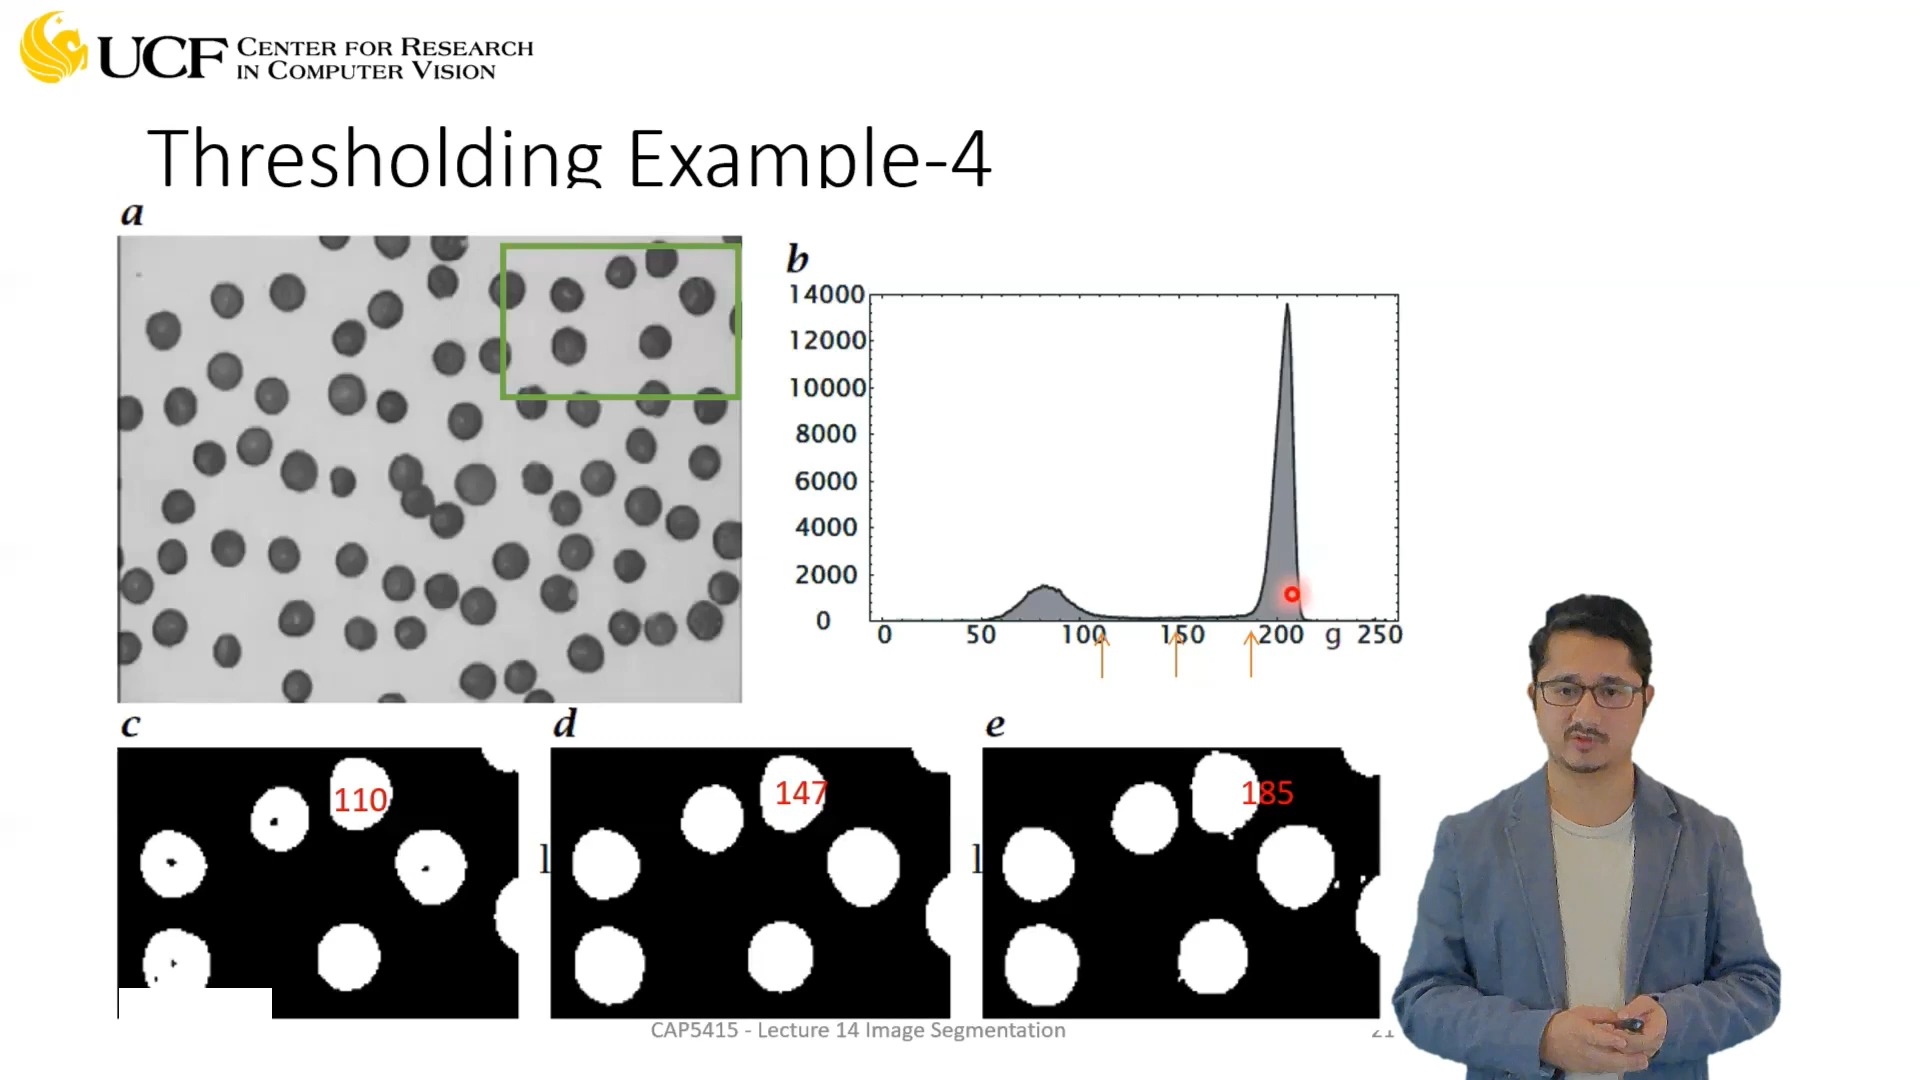 UCF CENTER FOR RESEARCH
IN COMPUTER VISION
Thresholding Example-4
a
b
14000
12000
10000
8000
6000
4000
2000
0
0 50 100 150 200 g 250
c
d
e
110
147
185
l
l
CAP5415 - Lecture 14 Image Segmentation
21